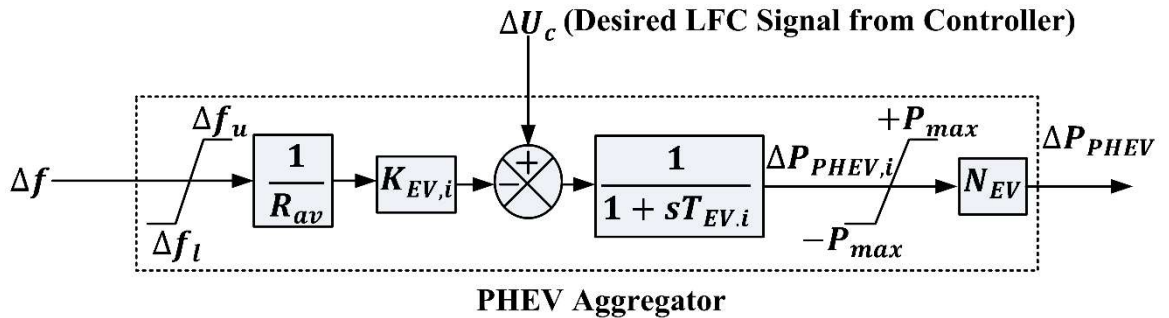 ΔU_c (Desired LFC Signal from Controller)
Δf
Δf_u
Δf_l
1
R_av
K_EV,i
+
−
1
1 + sT_EV.i
ΔP_PHEV,i
+P_max
−P_max
N_EV
ΔP_PHEV
PHEV Aggregator